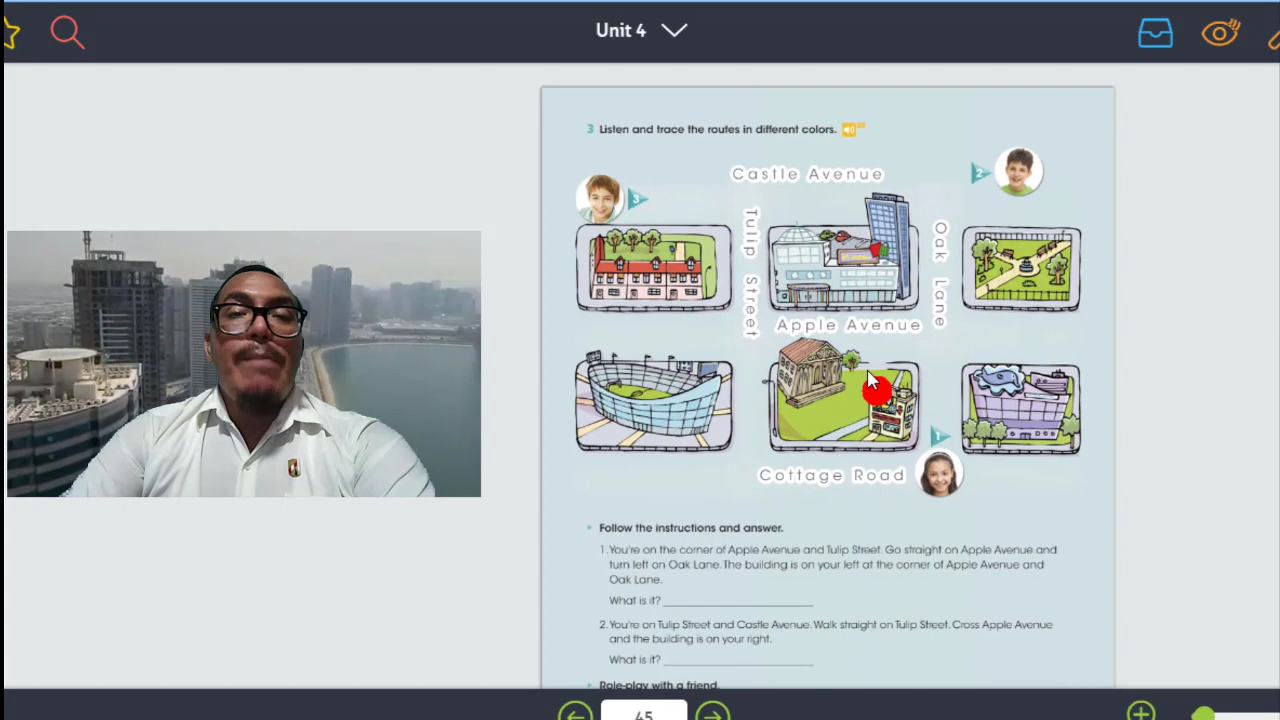 Unit 4
3 Listen and trace the routes in different colors.
Castle Avenue
2
3
Tulip Street
Oak Lane
Apple Avenue
1
Cottage Road
Follow the instructions and answer.
1. You're on the corner of Apple Avenue and Tulip Street. Go straight on Apple Avenue and
turn left on Oak Lane. The building is on your left at the corner of Apple Avenue and
Oak Lane.
What is it?
2. You're on Tulip Street and Castle Avenue. Walk straight on Tulip Street. Cross Apple Avenue
and the building is on your right.
What is it?
Role-play with a friend.
45